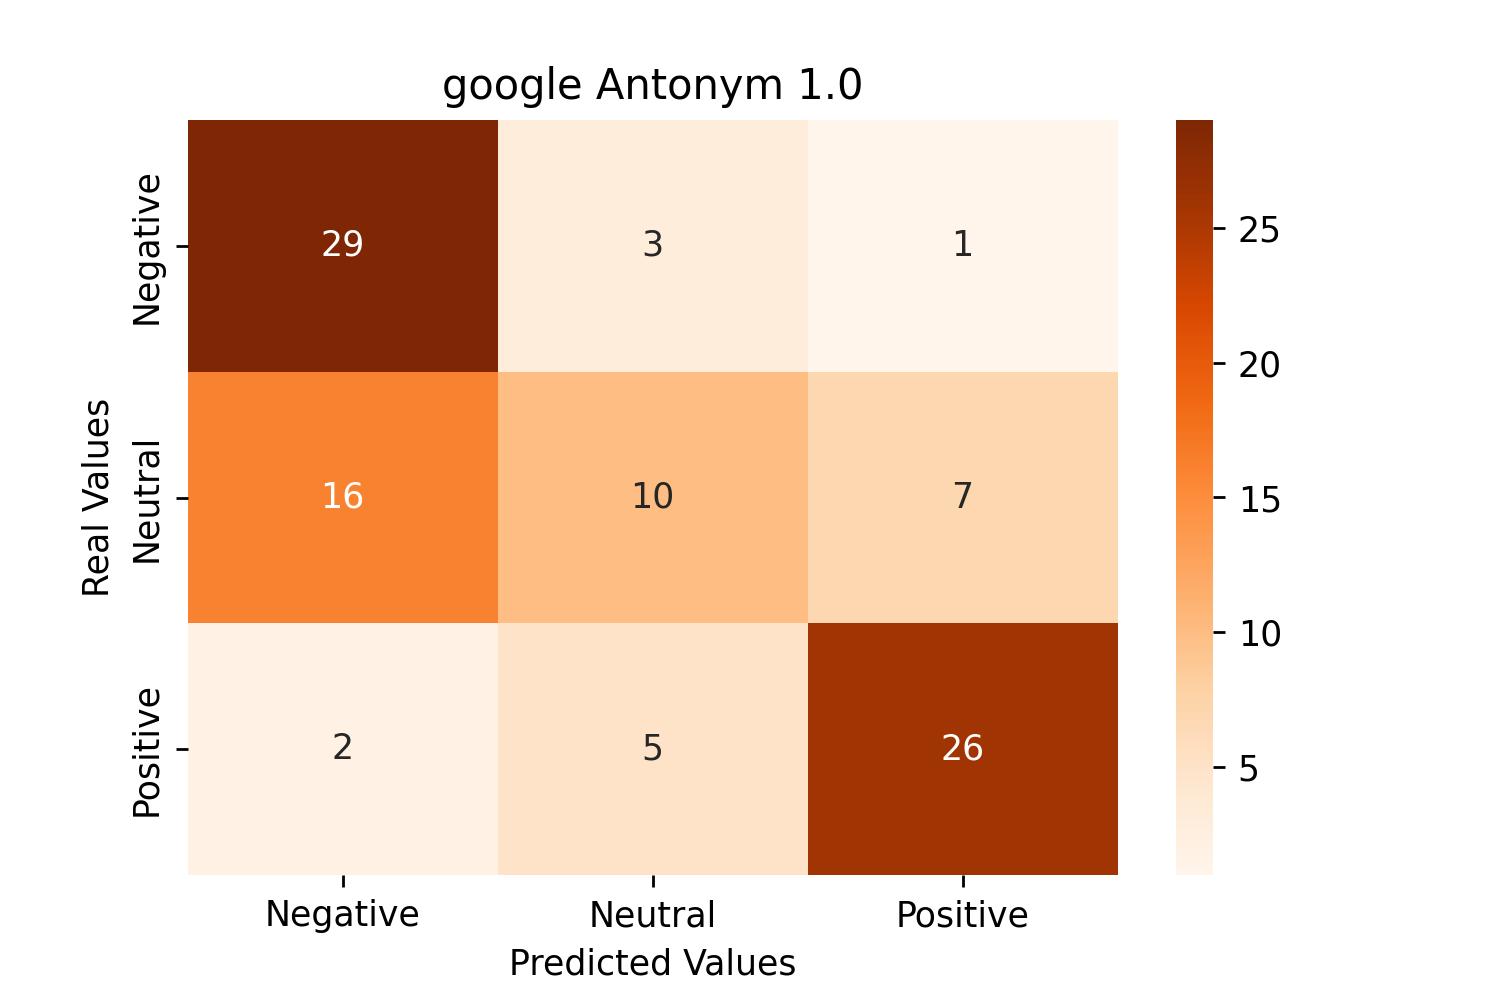 google Antonym 1.0
Real Values
Negative
29 3 1
Neutral
16 10 7
Positive
2 5 26
Negative Neutral Positive
Predicted Values
25
20
15
10
5